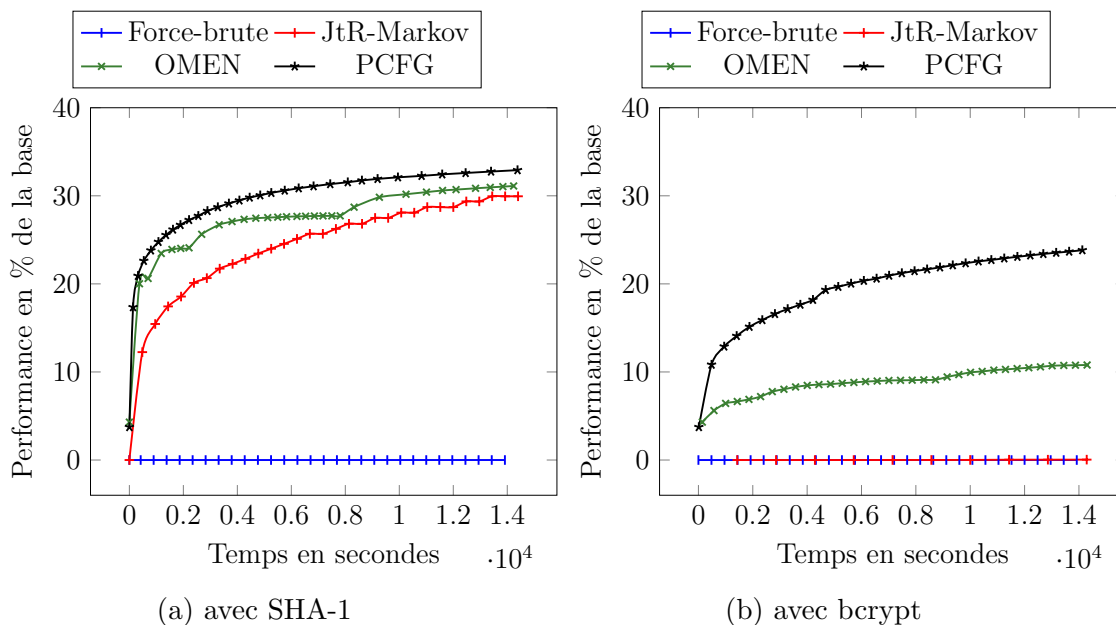 Force-brute JtR-Markov
OMEN PCFG
Performance en % de la base
40
30
20
10
0
0 0.2 0.4 0.6 0.8 1 1.2 1.4
·10⁴
Temps en secondes
(a) avec SHA-1
Force-brute JtR-Markov
OMEN PCFG
Performance en % de la base
40
30
20
10
0
0 0.2 0.4 0.6 0.8 1 1.2 1.4
·10⁴
Temps en secondes
(b) avec bcrypt